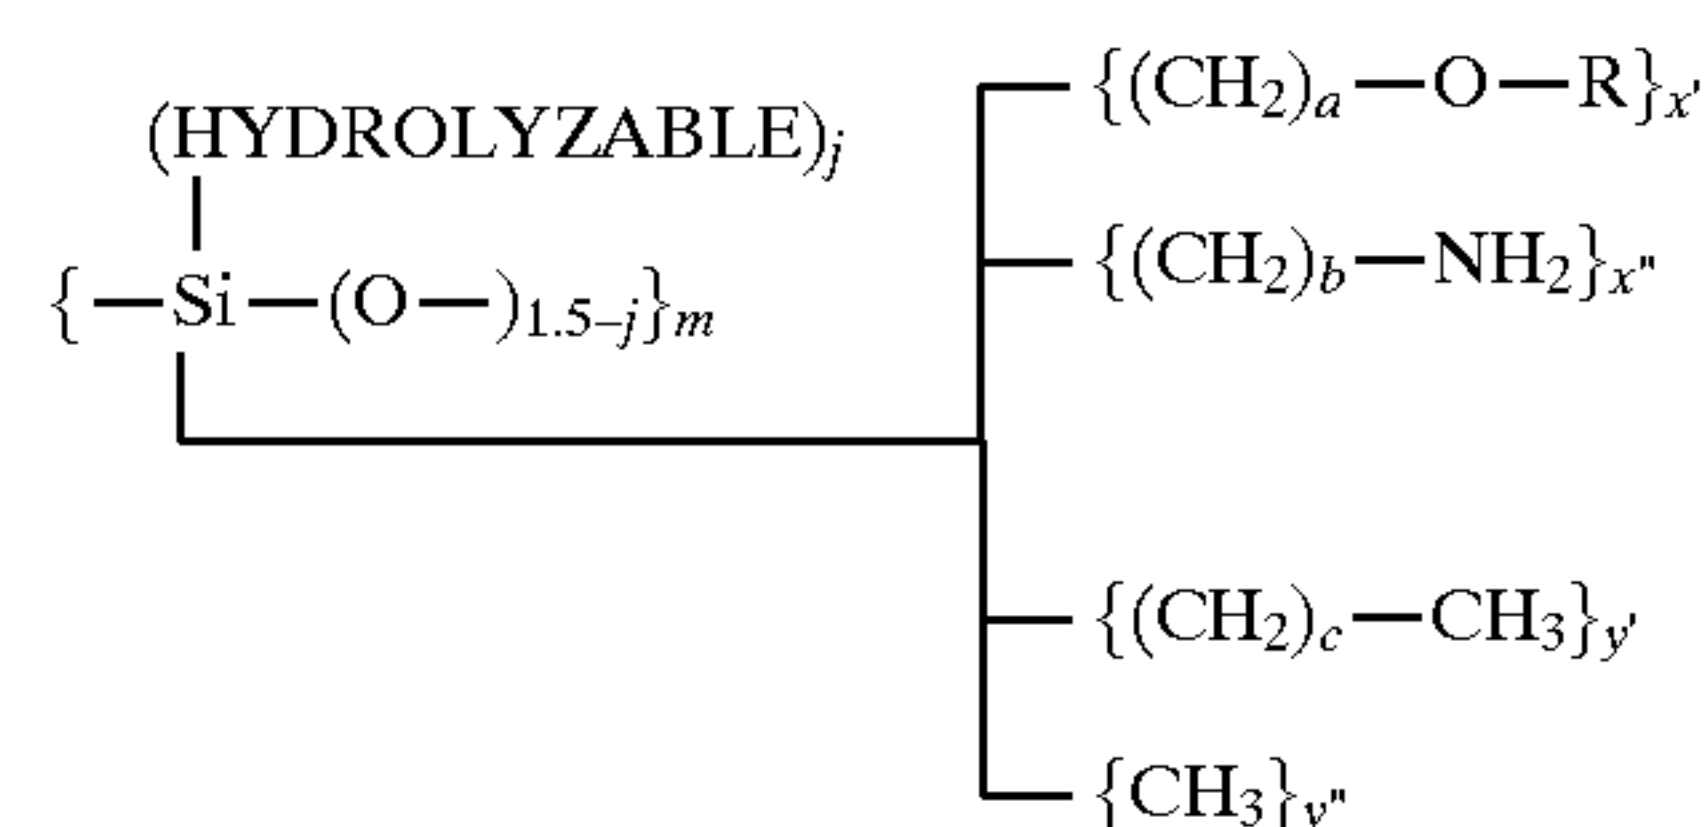 {(CH2)a—O—R}x'
(HYDROLYZABLE)j
{(CH2)b—NH2}x"
{—Si—(O—)1.5–j}m
{(CH2)c—CH3}y'
{CH3}y"